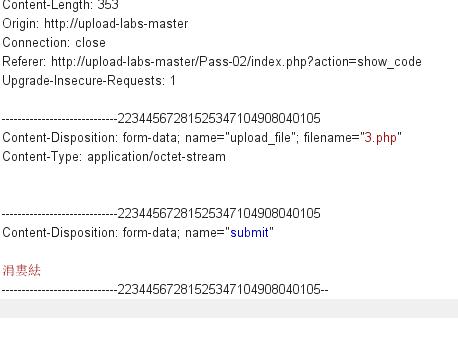 Content-Length: 353
Origin: http://upload-labs-master
Connection: close
Referer: http://upload-labs-master/Pass-02/index.php?action=show_code
Upgrade-Insecure-Requests: 1
-----------------------------22344567281525347104908040105
Content-Disposition: form-data; name="upload_file"; filename="3.php"
Content-Type: application/octet-stream
-----------------------------22344567281525347104908040105
Content-Disposition: form-data; name="submit"
涓婁紶
-----------------------------22344567281525347104908040105--